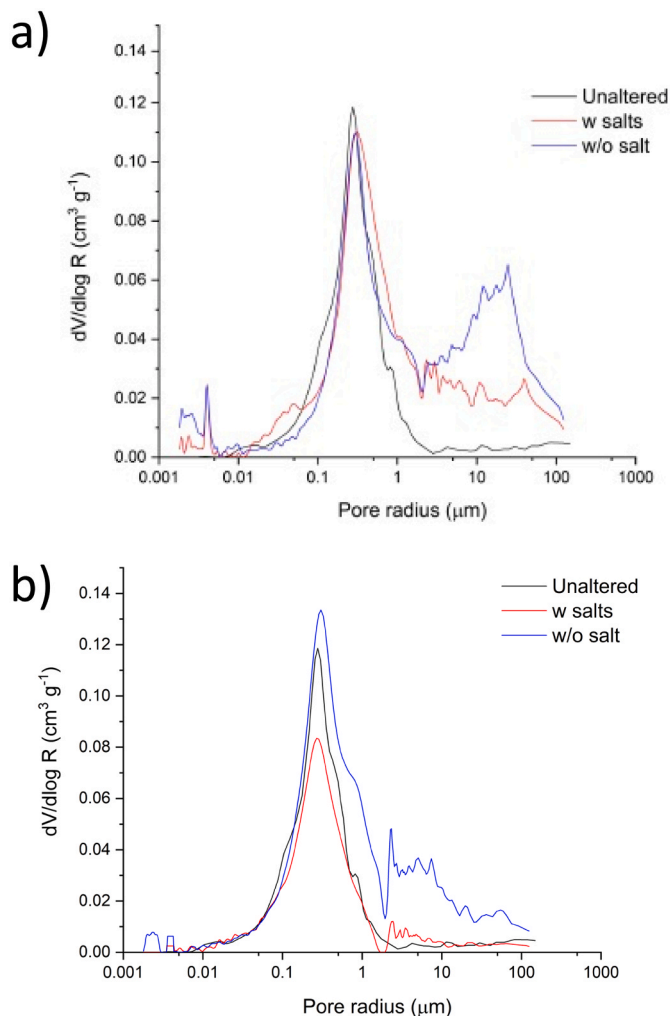 a)
0.14
0.12
0.10
0.08
0.06
0.04
0.02
0.00
dV/dlog R (cm³ g⁻¹)
Unaltered
w salts
w/o salt
0.001 0.01 0.1 1 10 100 1000
Pore radius (μm)
b)
0.14
0.12
0.10
0.08
0.06
0.04
0.02
0.00
dV/dlog R (cm³ g⁻¹)
Unaltered
w salts
w/o salt
0.001 0.01 0.1 1 10 100 1000
Pore radius (μm)